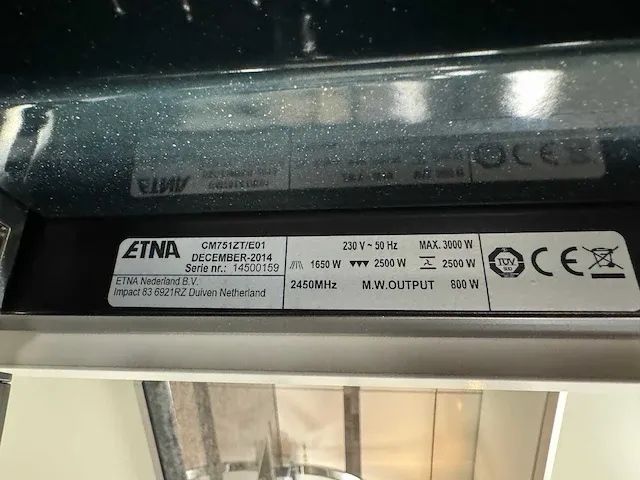 ETNA
CM751ZT/E01
DECEMBER-2014
Serie nr.: 14500159
ETNA Nederland B.V.
Impact 83 6921RZ Duiven Netherland
230 V ~ 50 Hz MAX. 3000 W
1650 W 2500 W 2500 W
2450MHz M.W.OUTPUT 800 W
TÜV
SÜD
CE